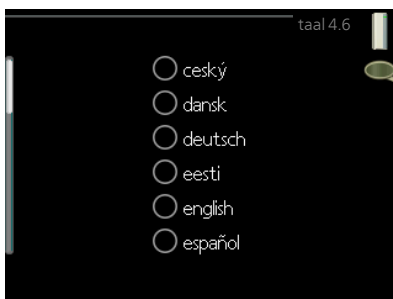 taal 4.6
ceský
dansk
deutsch
eesti
english
español